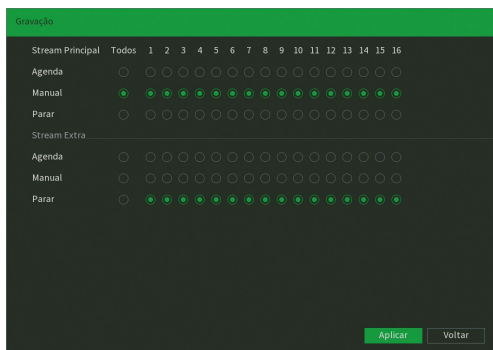 Gravação
Stream Principal Todos 1 2 3 4 5 6 7 8 9 10 11 12 13 14 15 16
Agenda
Manual
Parar
Stream Extra
Agenda
Manual
Parar
Aplicar Voltar